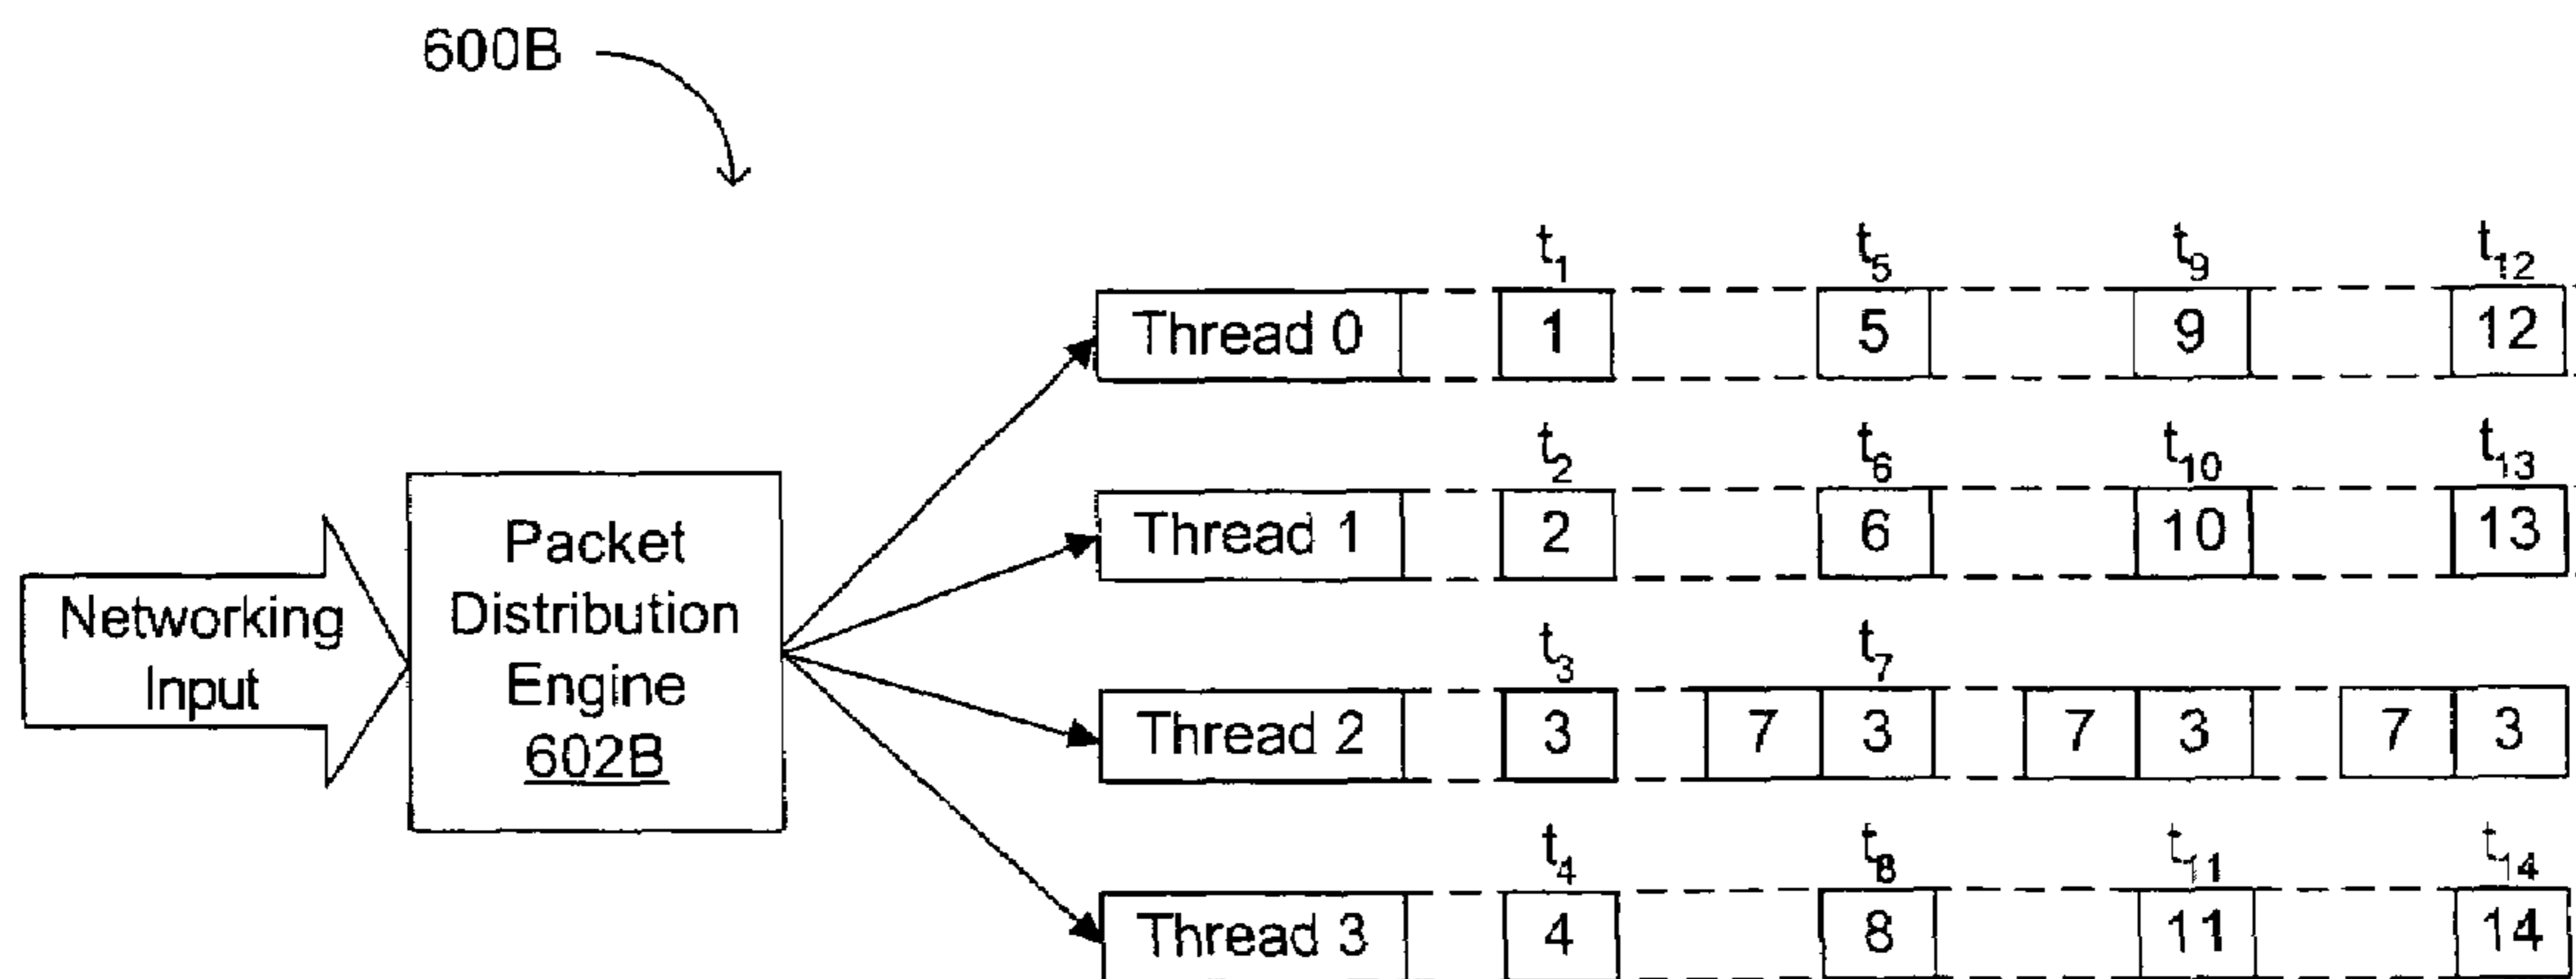 600B
t1 t5 t9 t12
Thread 0 1 5 9 12
t2 t6 t10 t13
Thread 1 2 6 10 13
Networking
Input
Packet
Distribution
Engine
602B
t3 t7
Thread 2 3 7 3 7 3 7 3
t4 t8 t11 t14
Thread 3 4 8 11 14